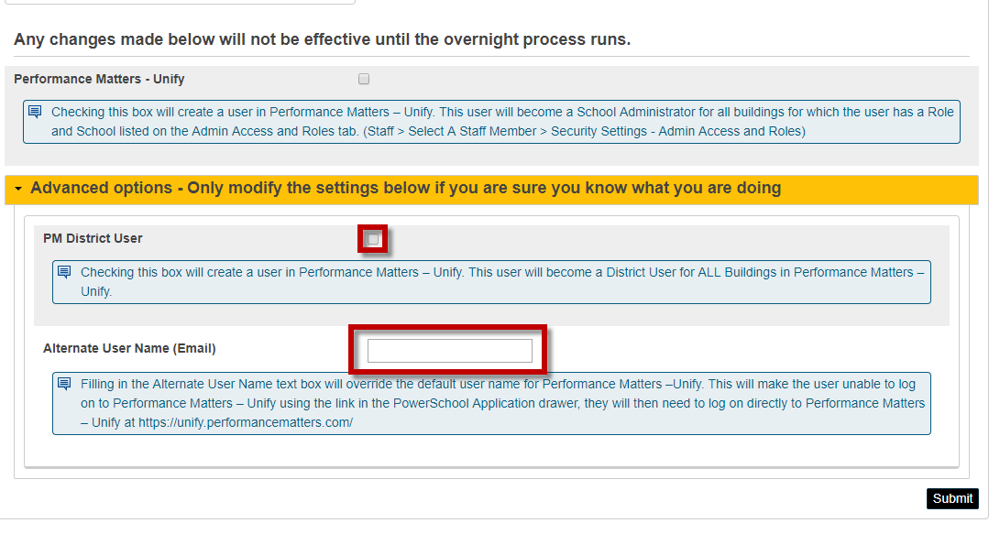 Any changes made below will not be effective until the overnight process runs.
Performance Matters - Unify
Checking this box will create a user in Performance Matters – Unify. This user will become a School Administrator for all buildings for which the user has a Role
and School listed on the Admin Access and Roles tab. (Staff > Select A Staff Member > Security Settings - Admin Access and Roles)
Advanced options - Only modify the settings below if you are sure you know what you are doing
PM District User
Checking this box will create a user in Performance Matters – Unify. This user will become a District User for ALL Buildings in Performance Matters –
Unify.
Alternate User Name (Email)
Filling in the Alternate User Name text box will override the default user name for Performance Matters –Unify. This will make the user unable to log
on to Performance Matters – Unify using the link in the PowerSchool Application drawer, they will then need to log on directly to Performance Matters
– Unify at https://unify.performancematters.com/
Submit